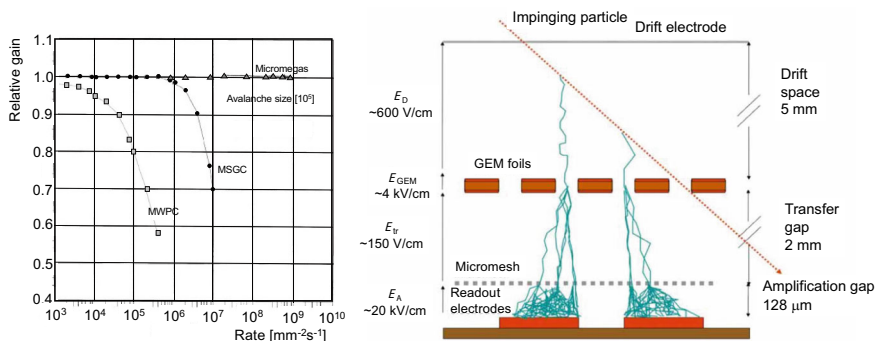 Relative gain
1.1
1.0
0.9
0.8
0.7
0.6
0.5
0.4
Micromegas
Avalanche size [10⁵]
MSGC
MWPC
10³ 10⁴ 10⁵ 10⁶ 10⁷ 10⁸ 10⁹ 10¹⁰
Rate [mm⁻²s⁻¹]
Impinging particle
Drift electrode
E_D
~600 V/cm
Drift
space
5 mm
GEM foils
E_GEM
~4 kV/cm
E_tr
~150 V/cm
Transfer
gap
2 mm
Micromesh
Readout
electrodes
E_A
~20 kV/cm
Amplification gap
128 μm